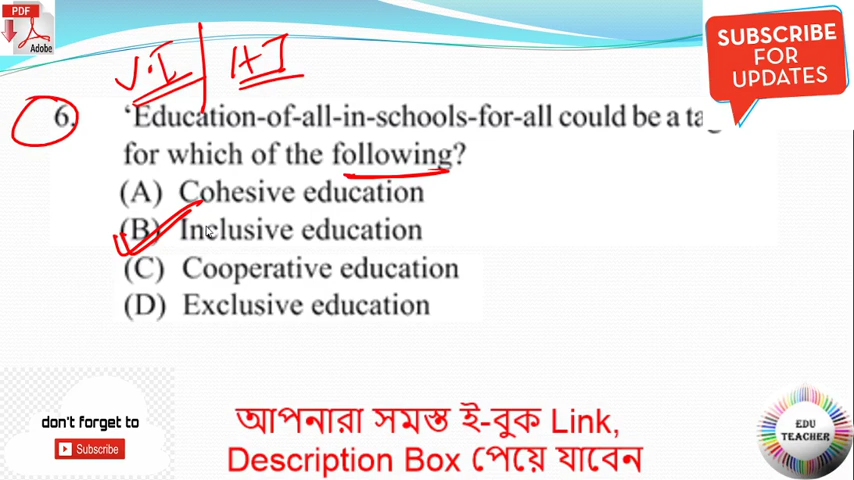 PDF
Adobe
SUBSCRIBE
FOR
UPDATES
V.I
H+I
6. ‘Education-of-all-in-schools-for-all could be a
for which of the following?
(A) Cohesive education
(B) Inclusive education
(C) Cooperative education
(D) Exclusive education
don't forget to
Subscribe
আপনারা সমস্ত ই-বুক Link,
Description Box পেয়ে যাবেন
EDU
TEACHER